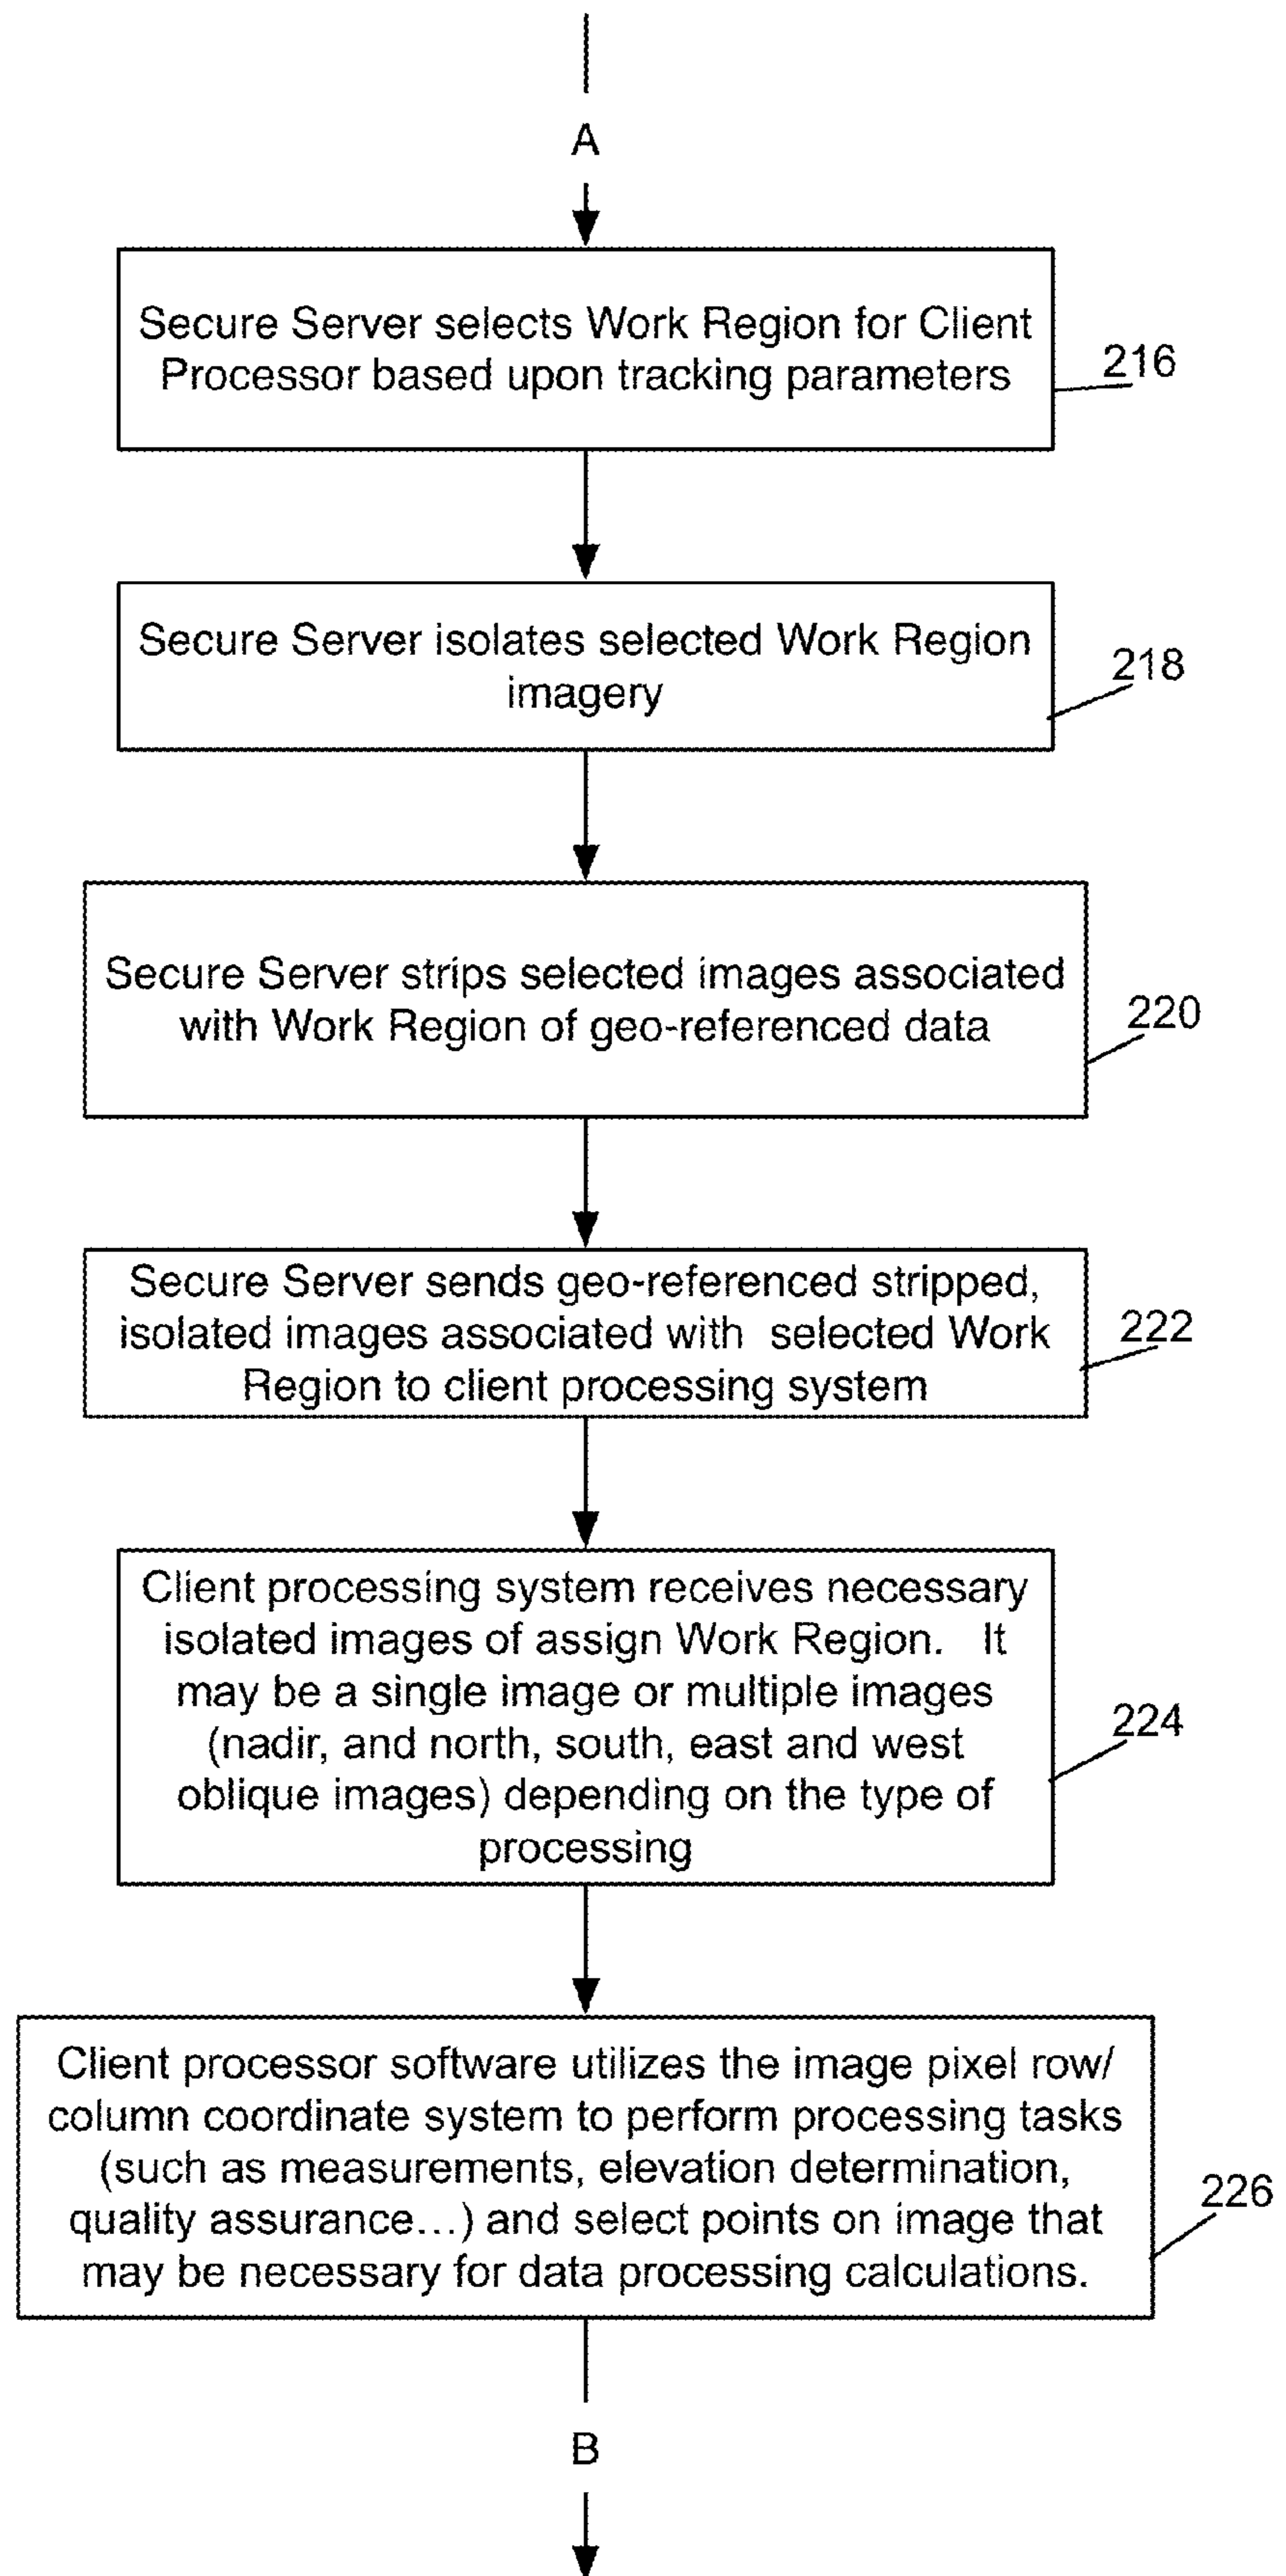 A
Secure Server selects Work Region for Client
Processor based upon tracking parameters
216
Secure Server isolates selected Work Region
imagery
218
Secure Server strips selected images associated
with Work Region of geo-referenced data
220
Secure Server sends geo-referenced stripped,
isolated images associated with selected Work
Region to client processing system
222
Client processing system receives necessary
isolated images of assign Work Region. It
may be a single image or multiple images
(nadir, and north, south, east and west
oblique images) depending on the type of
processing
224
Client processor software utilizes the image pixel row/
column coordinate system to perform processing tasks
(such as measurements, elevation determination,
quality assurance...) and select points on image that
may be necessary for data processing calculations.
226
B